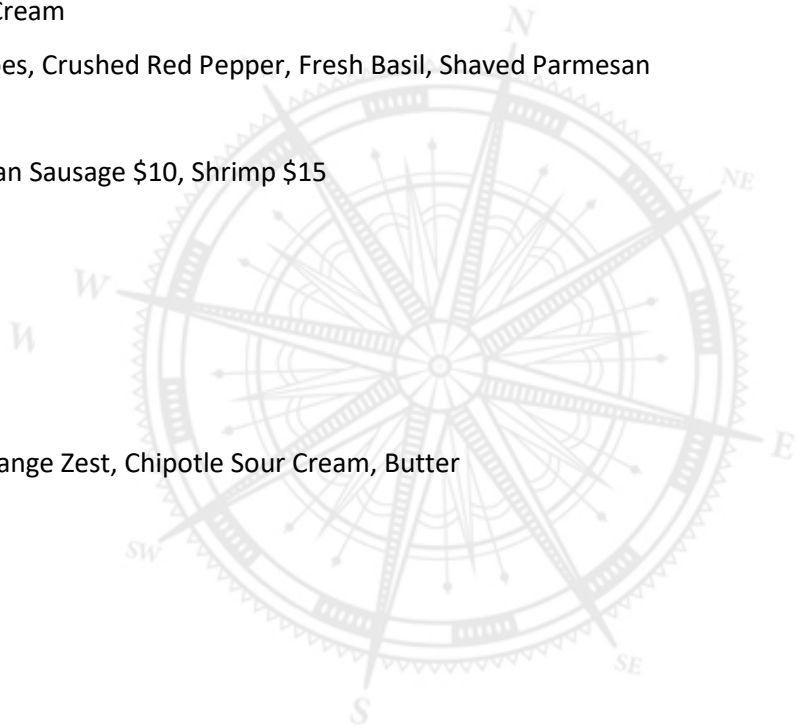 Cream
es, Crushed Red Pepper, Fresh Basil, Shaved Parmesan
an Sausage $10, Shrimp $15
ange Zest, Chipotle Sour Cream, Butter
N
NE
W
W
E
SW
SE
S